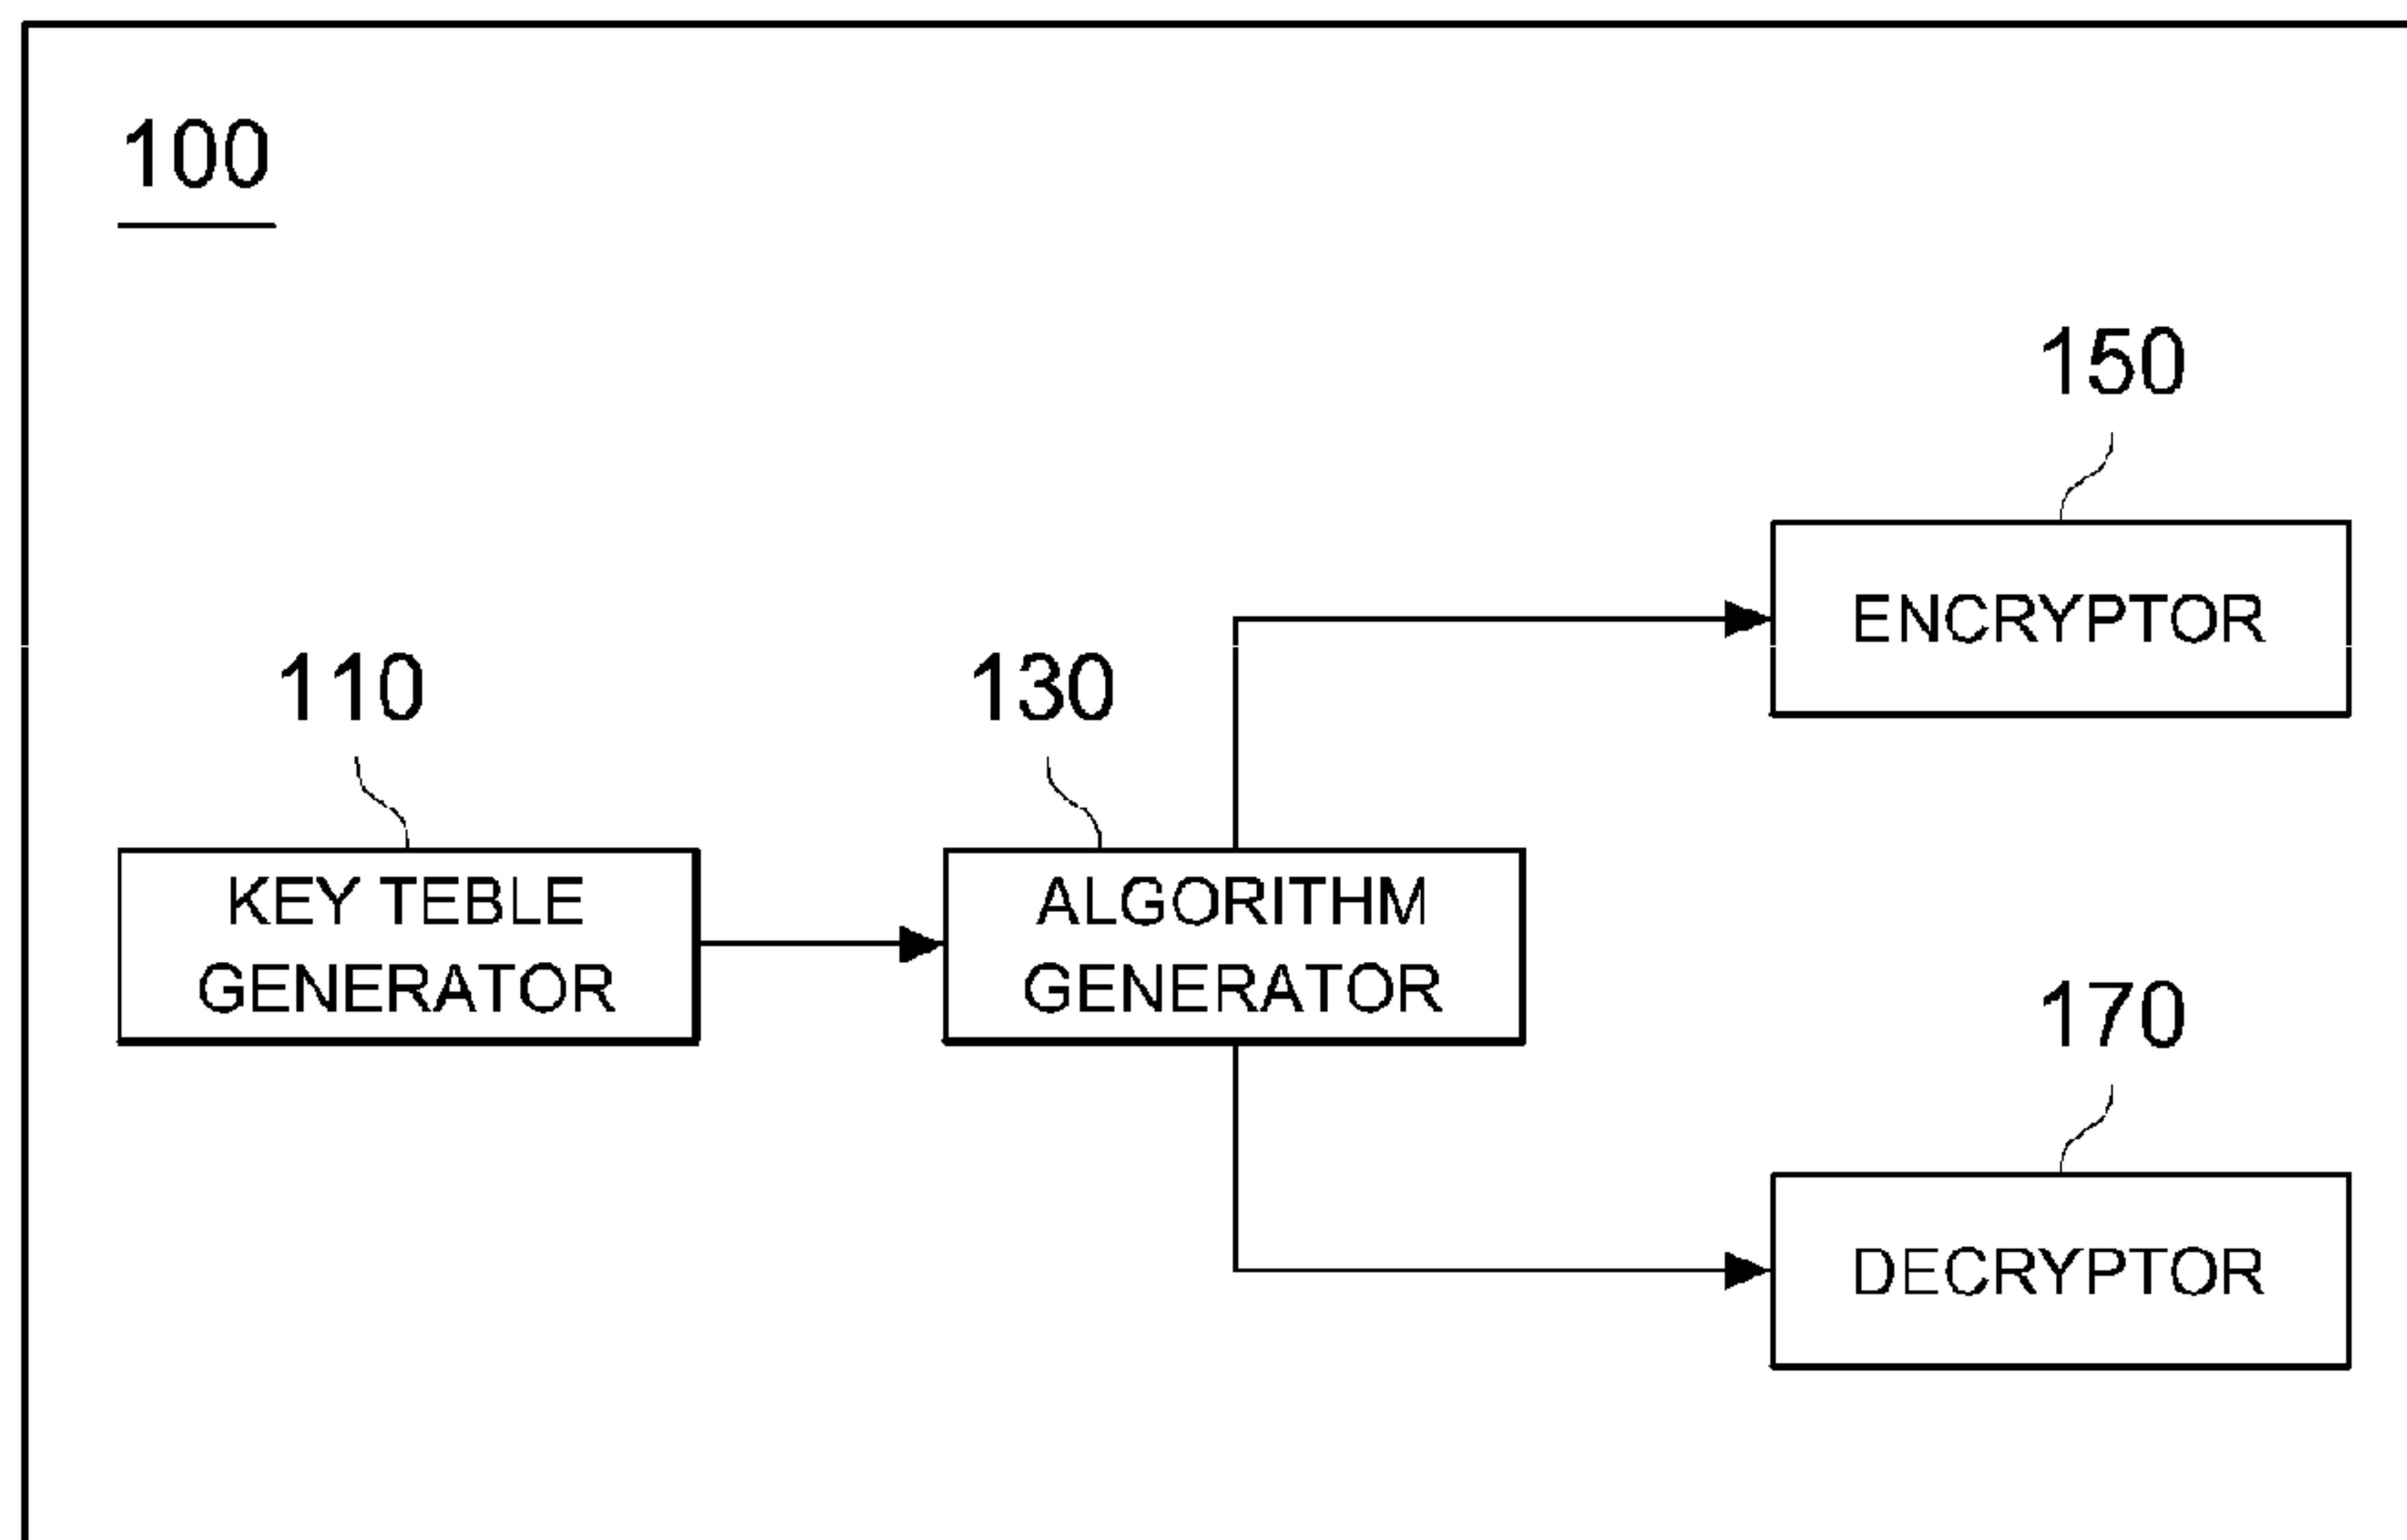 100
150
ENCRYPTOR
110
130
KEY TEBLE
GENERATOR
ALGORITHM
GENERATOR
170
DECRYPTOR